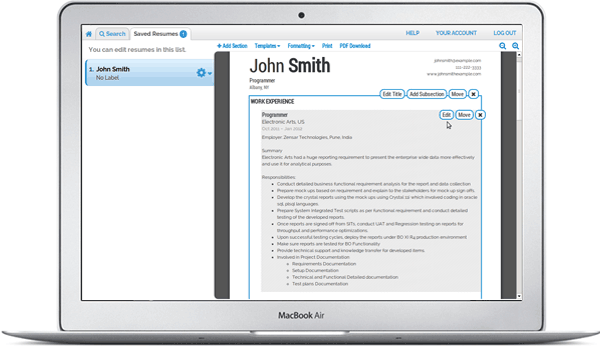 Search
Saved Resumes 1
HELP
YOUR ACCOUNT
LOG OUT
You can edit resumes in this list.
+ Add Section
Templates
Formatting
Print
PDF Download
1. John Smith
No Label
John Smith
Programmer
Albany, NY
johnsmith@example.com
111-222-3333
www.johnsmithexample.com
Edit Title
Add Subsection
Move
WORK EXPERIENCE
Programmer
Edit
Move
Electronic Arts, US.
Oct 2011 – Jan 2012
Employer: Zensar Technologies, Pune, India
Summary:
Electronic Arts had a huge reporting requirement to present the enterprise wide data more effectively
and use it for analytical purposes.
Responsibilities:
Conduct detailed business functional requirement analysis for the report and data collection
Prepare mock ups based on requirement and explain to the stakeholders for mock up sign offs.
Develop the crystal reports using the mock ups using Crystal 11 which involved coding in oracle
sql, plsql languages
Prepare System Integrated Test scripts as per functional requirement and conduct detailed
testing of the developed reports.
Once reports are signed off from SITs, conduct UAT and Regression testing on reports for
throughput and performance optimizations.
Upon successful testing cycles, deploy the reports under BO XI R4 production environment
Make sure reports are tested for BO Functionality
Provide technical support and knowledge transfer for developed items.
Involved in Project Documentation
Requirements Documentation
Setup Documentation
Technical and Functional Detailed documentation
Test plans Documentation
MacBook Air